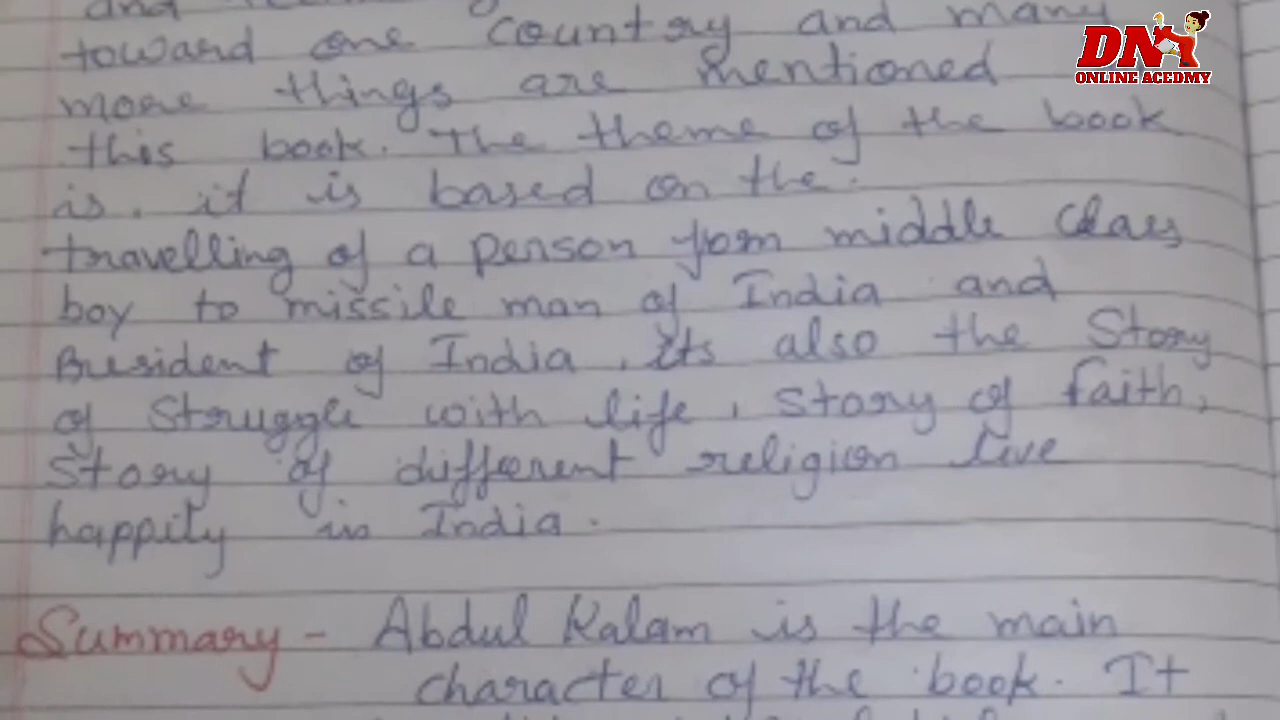 and
toward one country and many
more things are mentioned
this book. The theme of the book
is. it is based on the.
travelling of a person from middle class
boy to missile man of India and
President of India. its also the story
of struggle with life, story of faith,
story of different religion live
happily in India.
Summary - Abdul Kalam is the main
character of the book. It
DNY
ONLINE ACEDMY